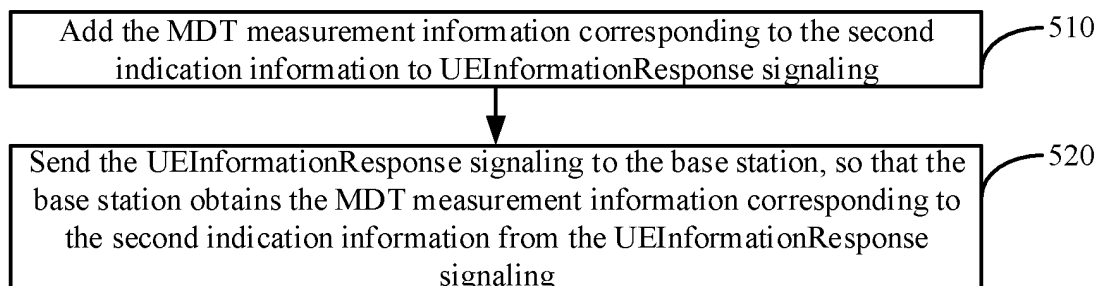 Add the MDT measurement information corresponding to the second
indication information to UEInformationResponse signaling
510
Send the UEInformationResponse signaling to the base station, so that the
base station obtains the MDT measurement information corresponding to
the second indication information from the UEInformationResponse
signaling
520